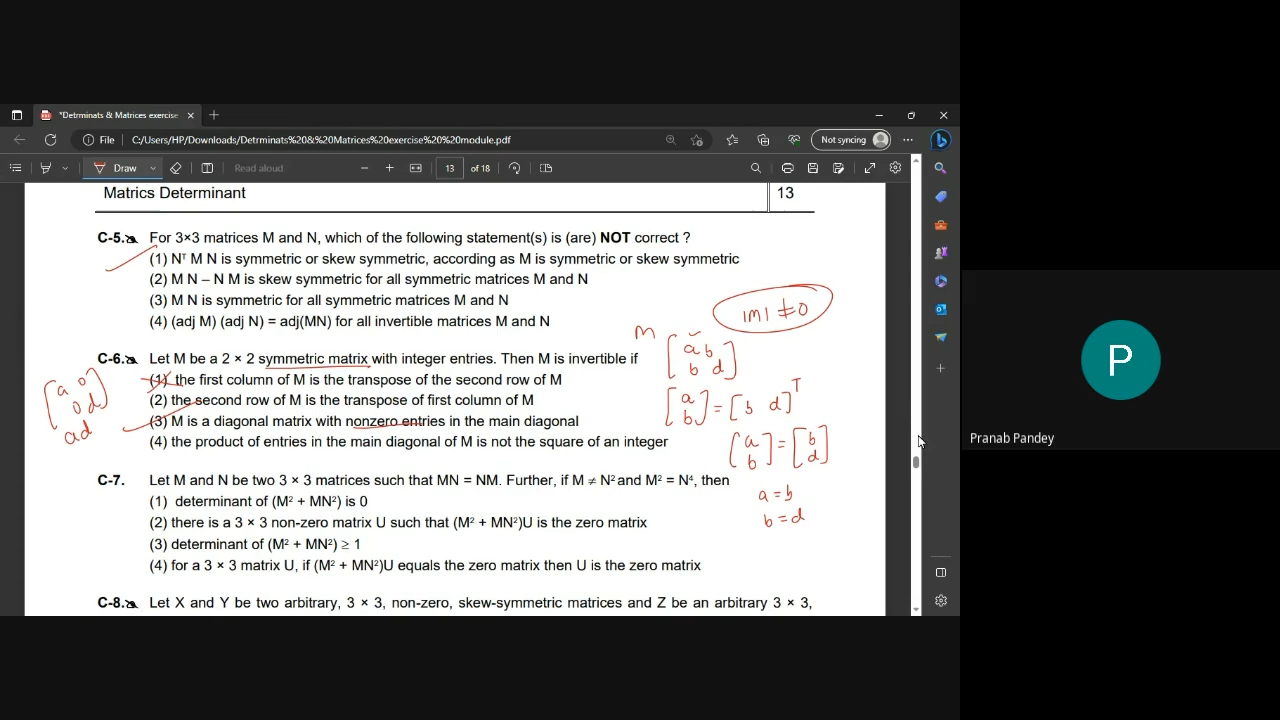 *Detrminats & Matrices exercise
File C:/Users/HP/Downloads/Detrminats%20&%20Matrices%20exercise%20%20module.pdf
Not syncing
Draw Read aloud 13 of 18
Matrics Determinant 13
C-5. For 3×3 matrices M and N, which of the following statement(s) is (are) NOT correct ?
(1) Nᵀ M N is symmetric or skew symmetric, according as M is symmetric or skew symmetric
(2) M N – N M is skew symmetric for all symmetric matrices M and N
(3) M N is symmetric for all symmetric matrices M and N
(4) (adj M) (adj N) = adj(MN) for all invertible matrices M and N
|M| ≠ 0
C-6. Let M be a 2 × 2 symmetric matrix with integer entries. Then M is invertible if
(1) the first column of M is the transpose of the second row of M
(2) the second row of M is the transpose of first column of M
(3) M is a diagonal matrix with nonzero entries in the main diagonal
(4) the product of entries in the main diagonal of M is not the square of an integer
M [a b
b d]
[a
b] = [b d]ᵀ
[a
b] = [b
d]
a = b
b = d
[a 0
0 d]
ad
C-7. Let M and N be two 3 × 3 matrices such that MN = NM. Further, if M ≠ N² and M² = N⁴, then
(1) determinant of (M² + MN²) is 0
(2) there is a 3 × 3 non-zero matrix U such that (M² + MN²)U is the zero matrix
(3) determinant of (M² + MN²) ≥ 1
(4) for a 3 × 3 matrix U, if (M² + MN²)U equals the zero matrix then U is the zero matrix
C-8. Let X and Y be two arbitrary, 3 × 3, non-zero, skew-symmetric matrices and Z be an arbitrary 3 × 3,
P
Pranab Pandey